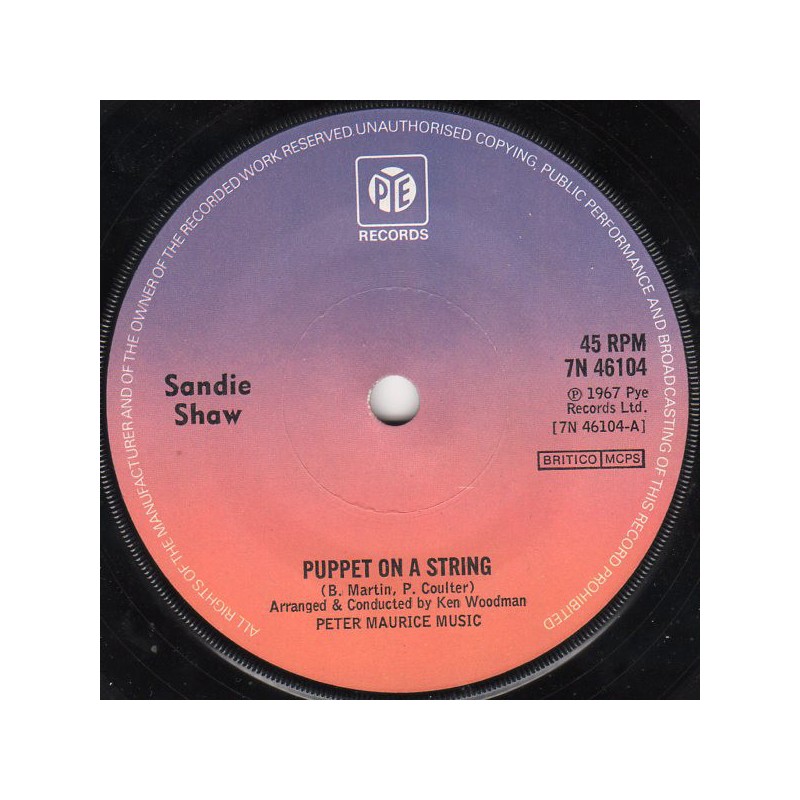 ALL RIGHTS OF THE MANUFACTURER AND OF THE OWNER OF THE RECORDED WORK RESERVED. UNAUTHORISED COPYING, PUBLIC PERFORMANCE AND BROADCASTING OF THIS RECORD PROHIBITED
PYE
RECORDS
45 RPM
7N 46104
Ⓟ 1967 Pye
Records Ltd.
[7N 46104-A]
BRITICO MCPS
Sandie
Shaw
PUPPET ON A STRING
(B. Martin, P. Coulter)
Arranged & Conducted by Ken Woodman
PETER MAURICE MUSIC